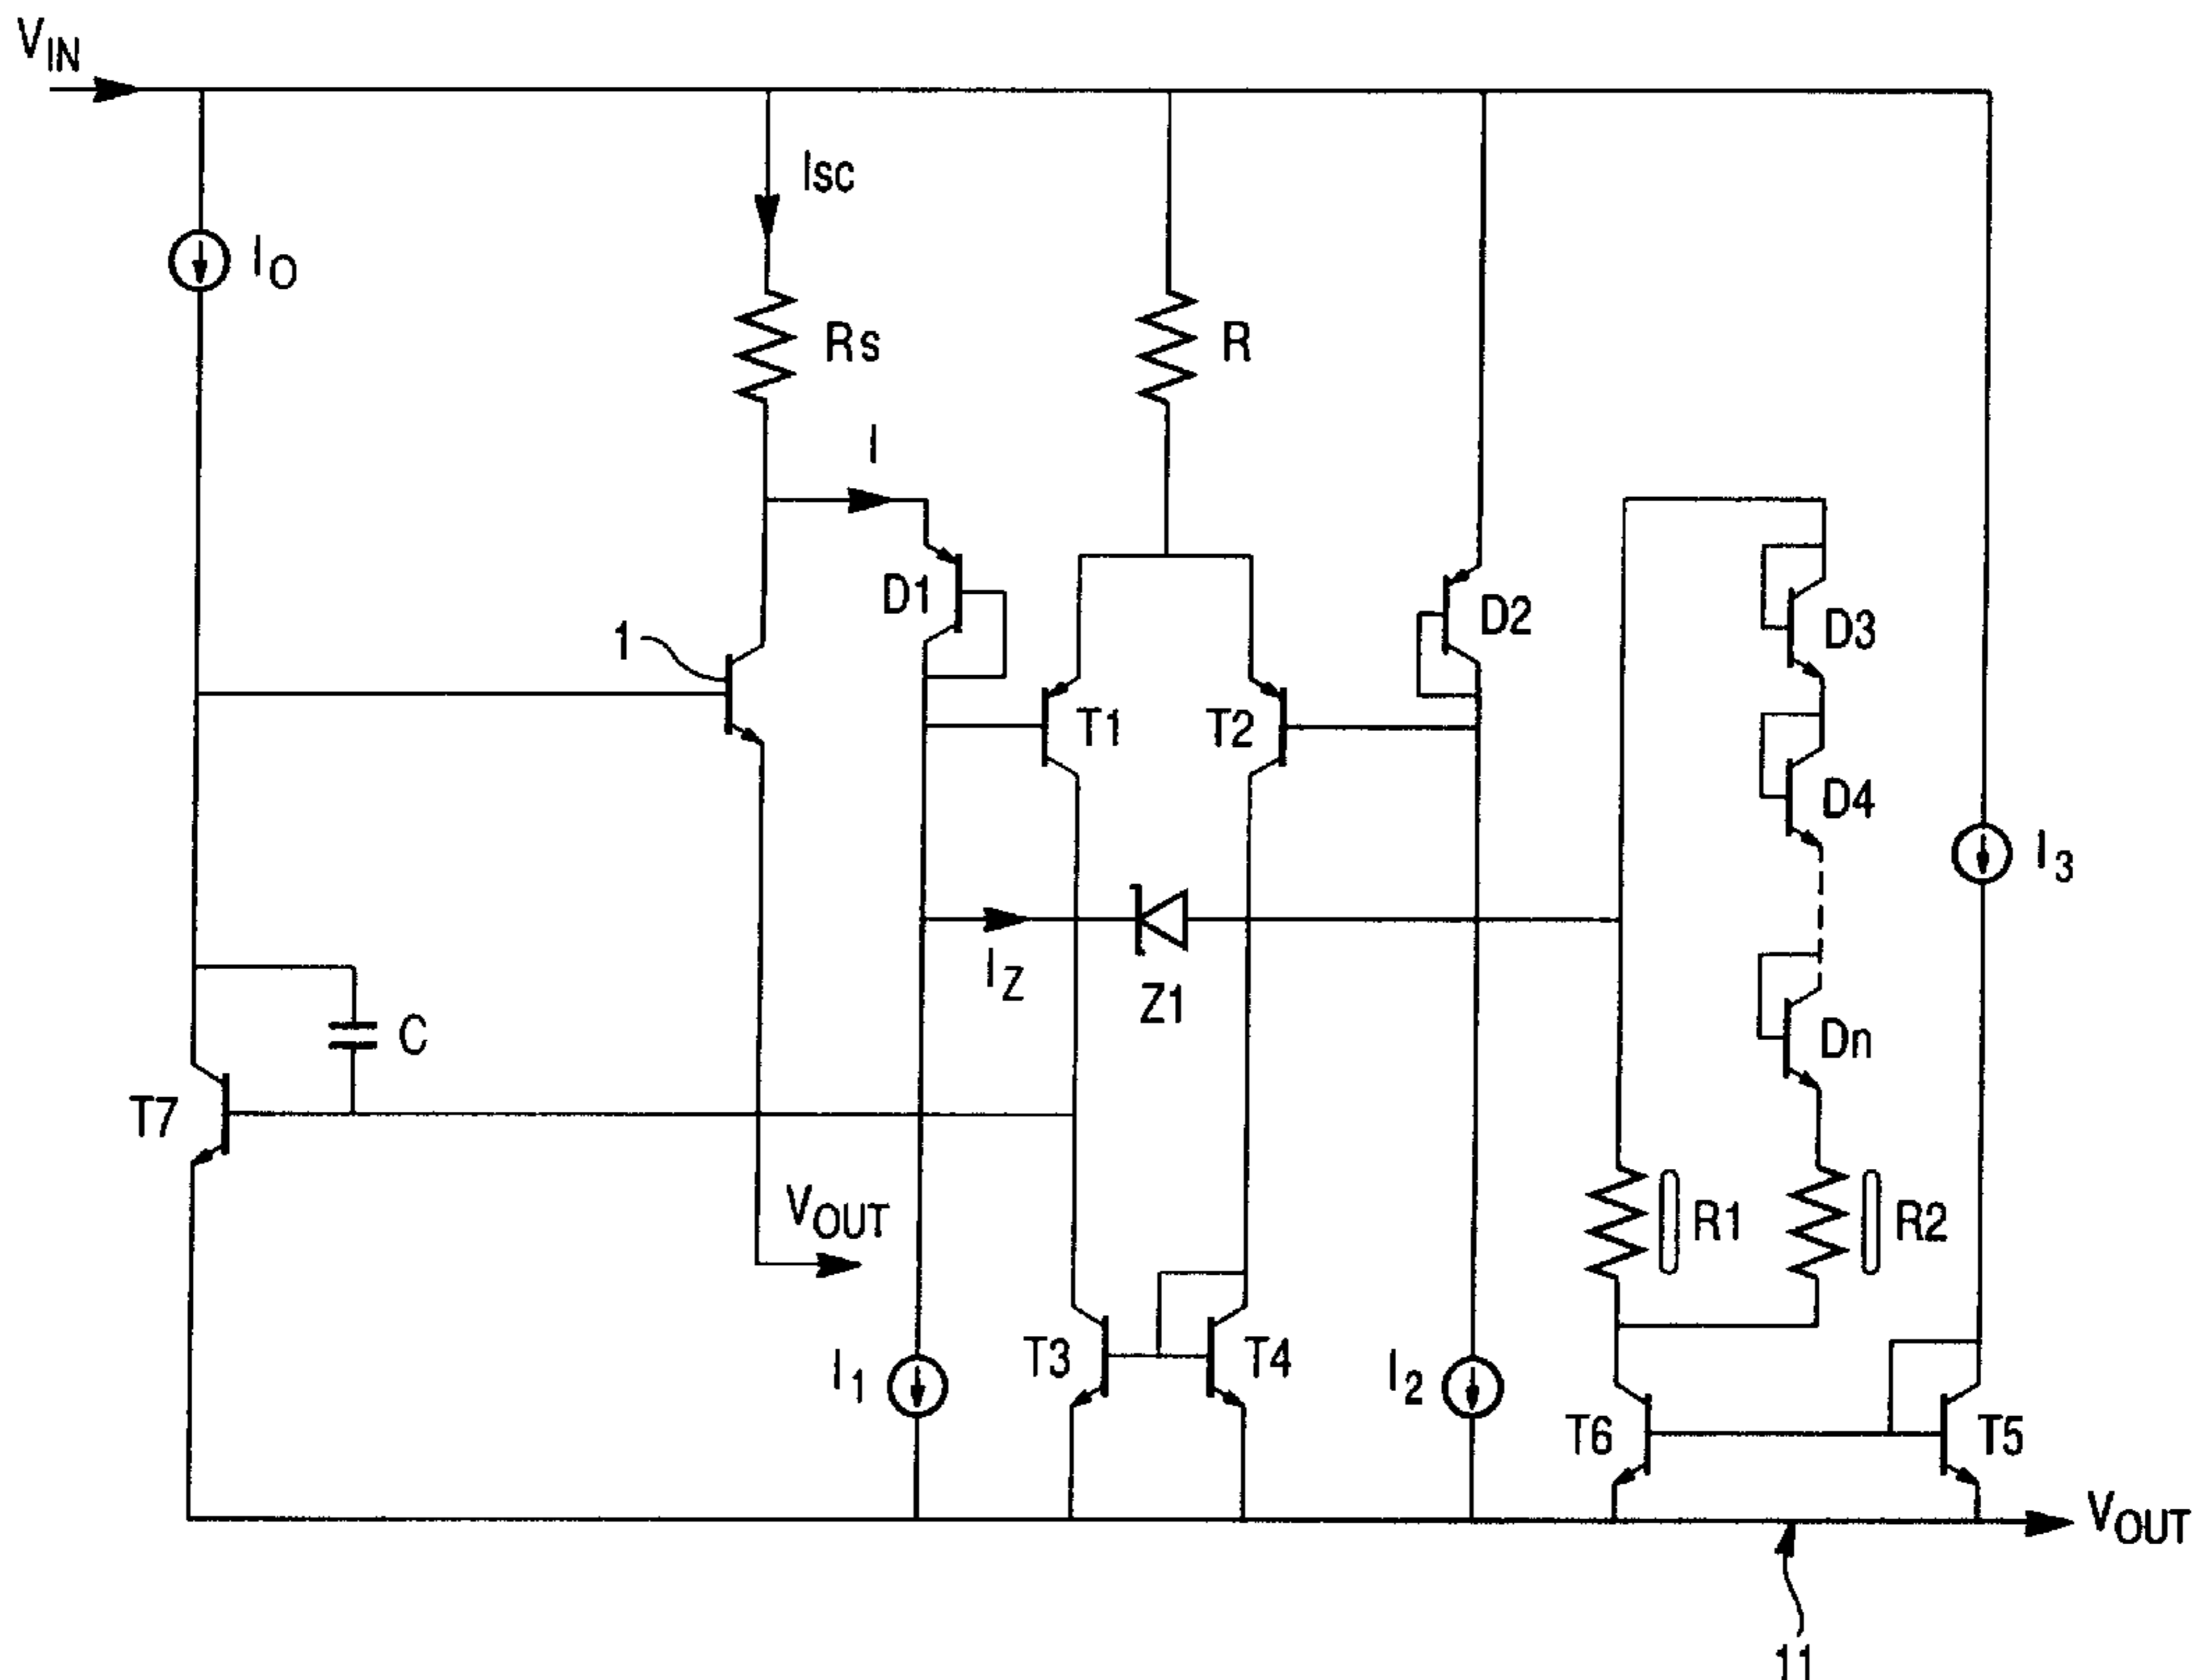 VIN
Isc
IO
Rs
R
I
D1
D2
D3
1
T1
T2
D4
I3
IZ
Z1
C
Dn
T7
VOUT
R1
R2
I1
T3
T4
I2
T6
T5
VOUT
11